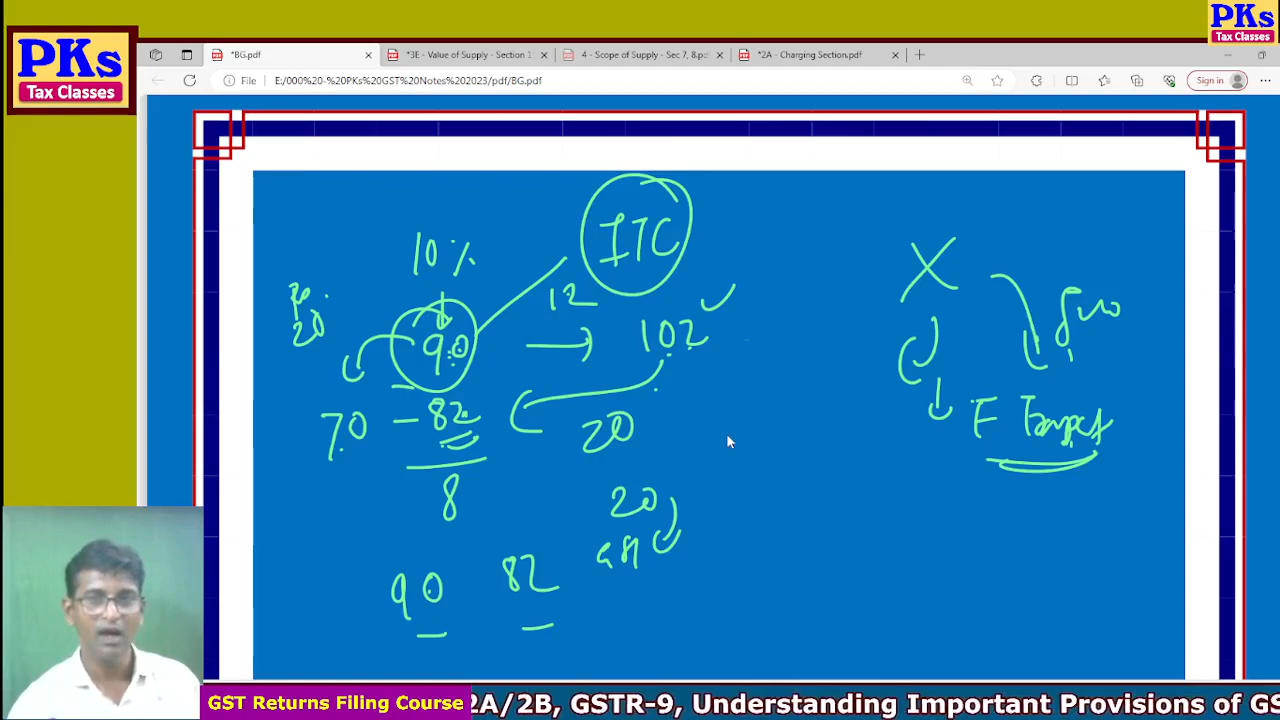 PKs
Tax Classes
PKs
Tax Classes
*BG.pdf
*3E - Value of Supply - Section 1
4 - Scope of Supply - Sec 7, 8.pd
*2A - Charging Section.pdf
File
E:/000%20-%20PKs%20GST%20Notes%202023/pdf/BG.pdf
Sign in
ITC
10%
X
20
12
90 → 102
70 - 82
20
8
20
90 82
GST Returns Filing Course
2A/2B, GSTR-9, Understanding Important Provisions of GS